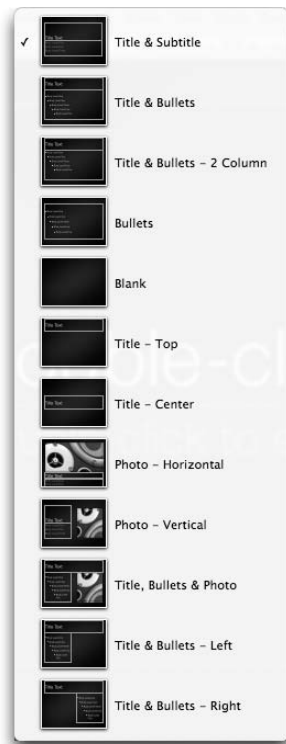 ✓ Title & Subtitle
Title & Bullets
Title & Bullets - 2 Column
Bullets
Blank
Title - Top
Title - Center
Photo - Horizontal
Photo - Vertical
Title, Bullets & Photo
Title & Bullets - Left
Title & Bullets - Right